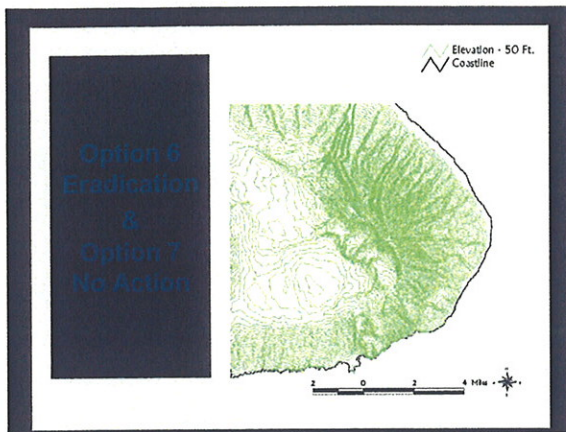 Elevation - 50 Ft.
Coastline
Option 6
Eradication
&
Option 7
No Action
2 0 2 4 Miles